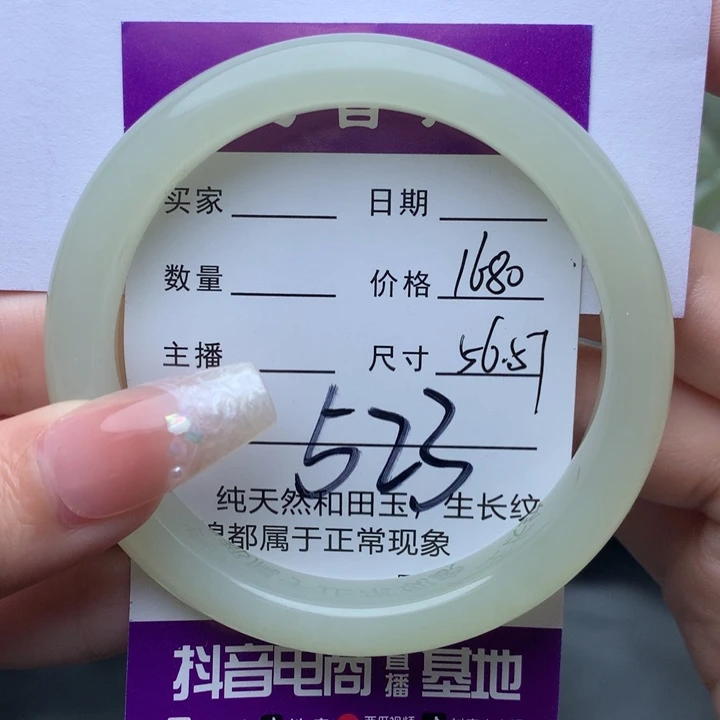 买家 日期
数量 价格 1680
主播 尺寸 56.57
523
纯天然和田玉，生长纹
都属于正常现象
抖音电商直播基地